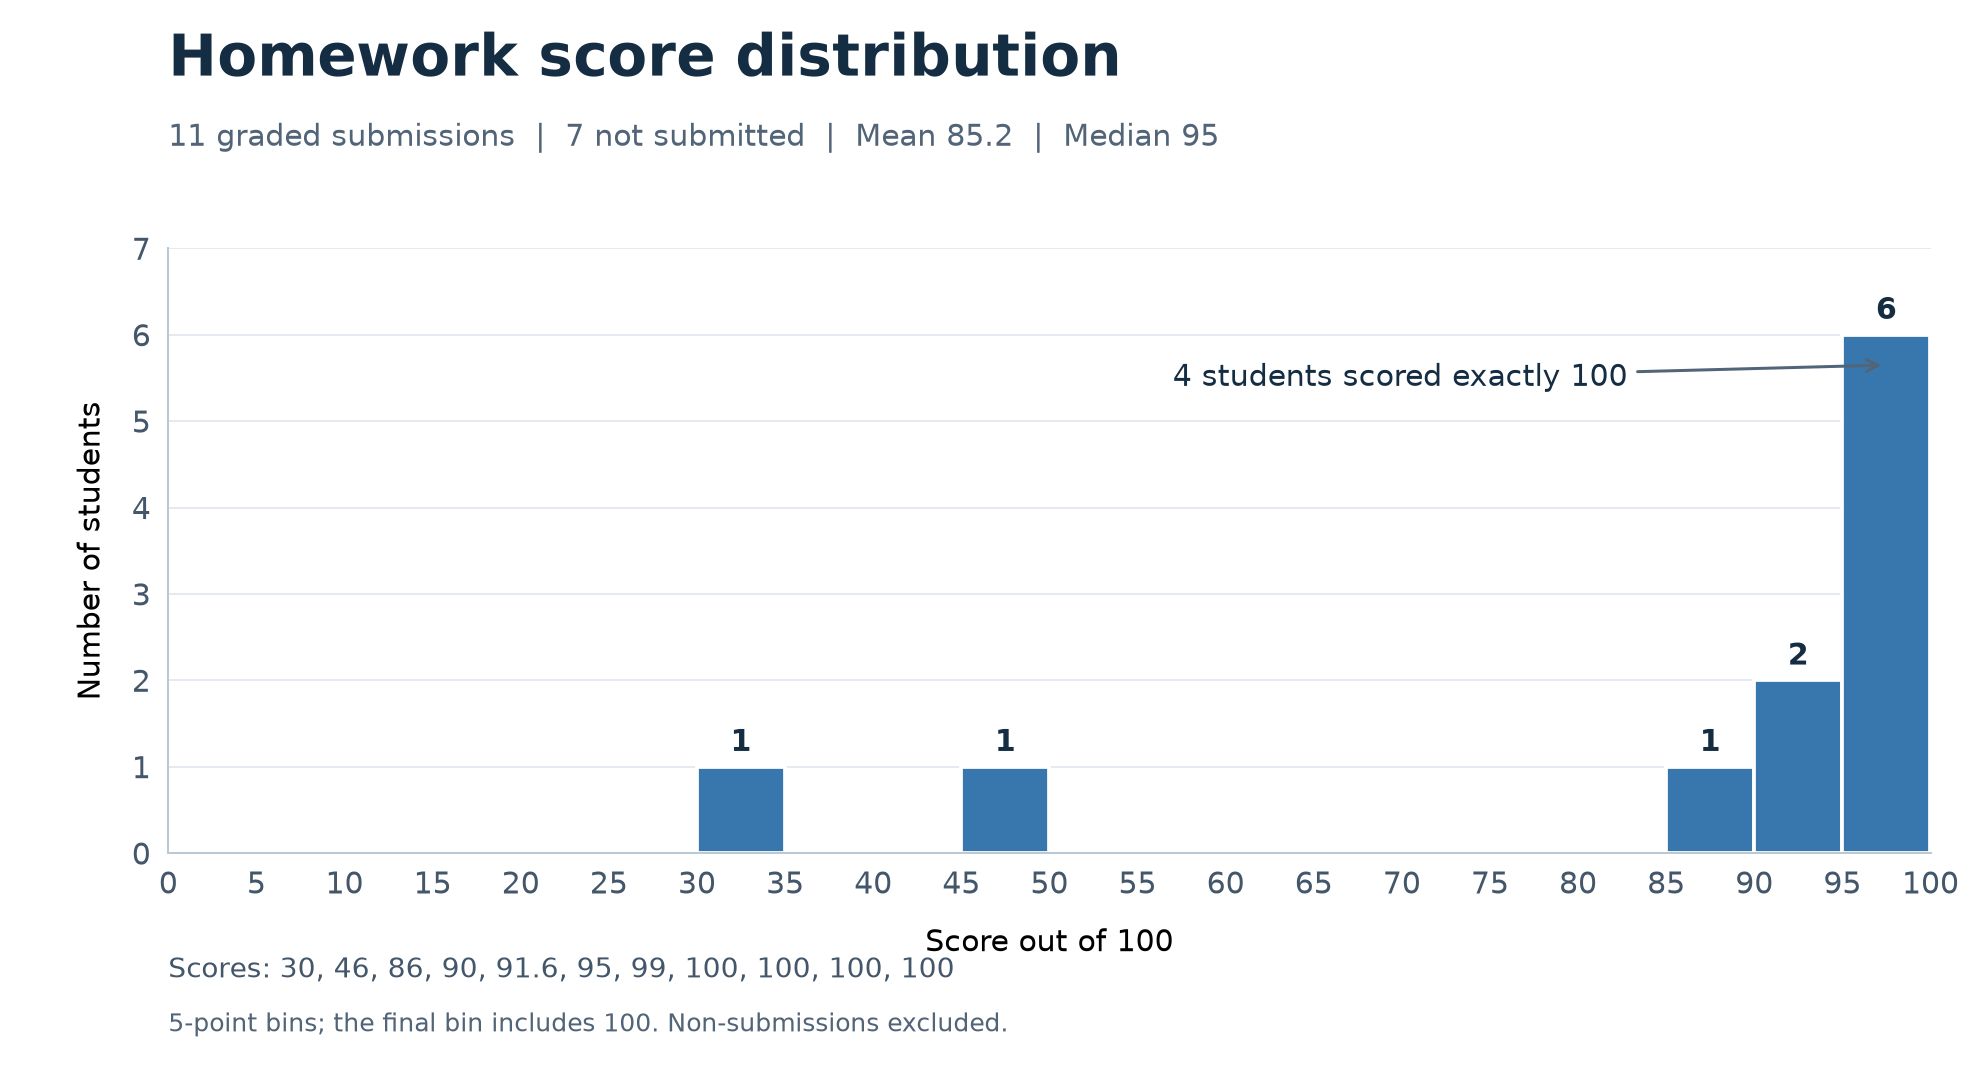 Homework score distribution
11 graded submissions | 7 not submitted | Mean 85.2 | Median 95
Number of students
7
6
5
4
3
2
1
0
4 students scored exactly 100
1
1
1
2
6
0 5 10 15 20 25 30 35 40 45 50 55 60 65 70 75 80 85 90 95 100
Score out of 100
Scores: 30, 46, 86, 90, 91.6, 95, 99, 100, 100, 100, 100
5-point bins; the final bin includes 100. Non-submissions excluded.